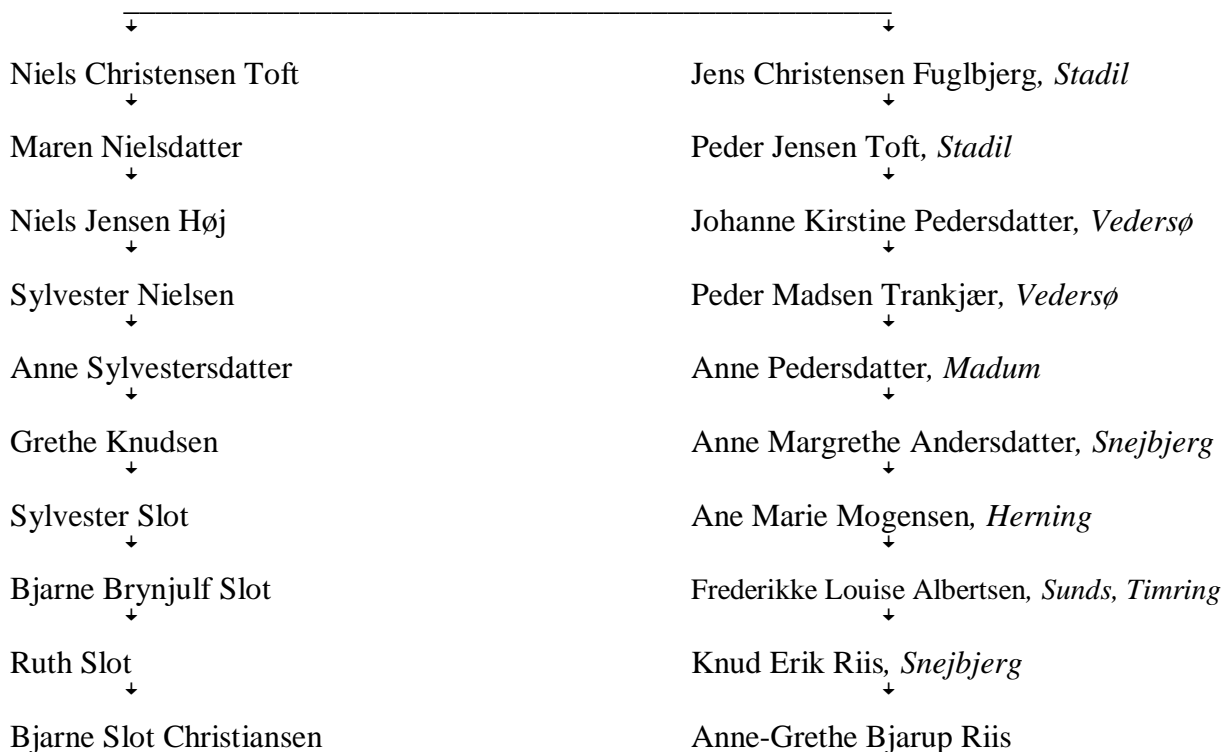 Niels Christensen Toft Jens Christensen Fuglbjerg, Stadil
Maren Nielsdatter Peder Jensen Toft, Stadil
Niels Jensen Høj Johanne Kirstine Pedersdatter, Vedersø
Sylvester Nielsen Peder Madsen Trankjær, Vedersø
Anne Sylvestersdatter Anne Pedersdatter, Madum
Grethe Knudsen Anne Margrethe Andersdatter, Snejbjerg
Sylvester Slot Ane Marie Mogensen, Herning
Bjarne Brynjulf Slot Frederikke Louise Albertsen, Sunds, Timring
Ruth Slot Knud Erik Riis, Snejbjerg
Bjarne Slot Christiansen Anne-Grethe Bjarup Riis